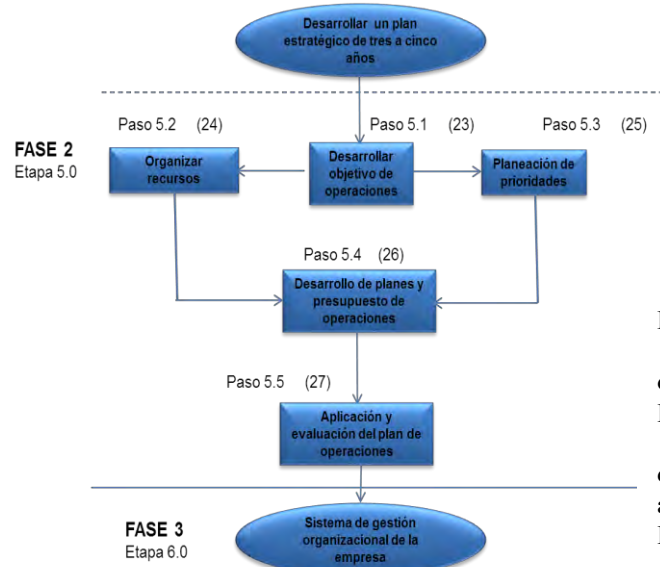 Desarrollar un plan
estratégico de tres a cinco
años
Paso 5.2 (24)
Paso 5.1 (23)
Paso 5.3 (25)
FASE 2
Etapa 5.0
Organizar
recursos
Desarrollar
objetivo de
operaciones
Planeación de
prioridades
Paso 5.4 (26)
Desarrollo de planes y
presupuesto de
operaciones
Paso 5.5 (27)
Aplicación y
evaluación del plan de
operaciones
FASE 3
Etapa 6.0
Sistema de gestión
organizacional de la
empresa